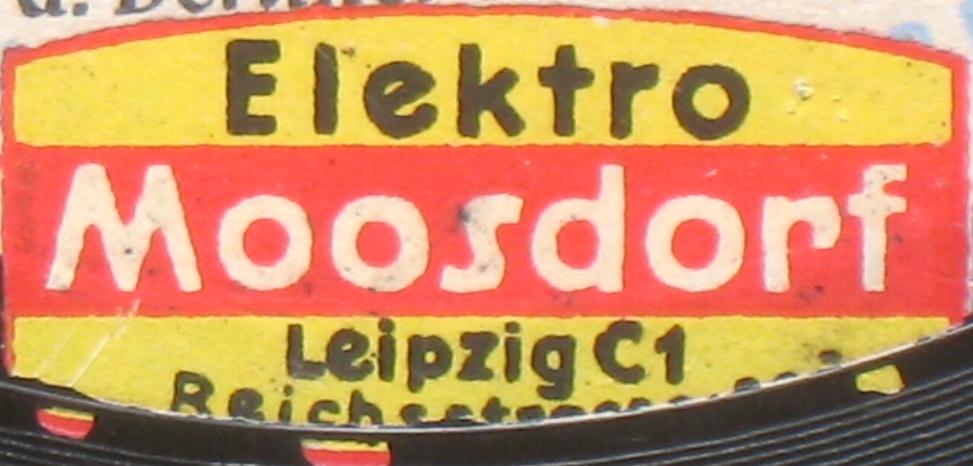 Elektro
Moosdorf
Leipzig C1